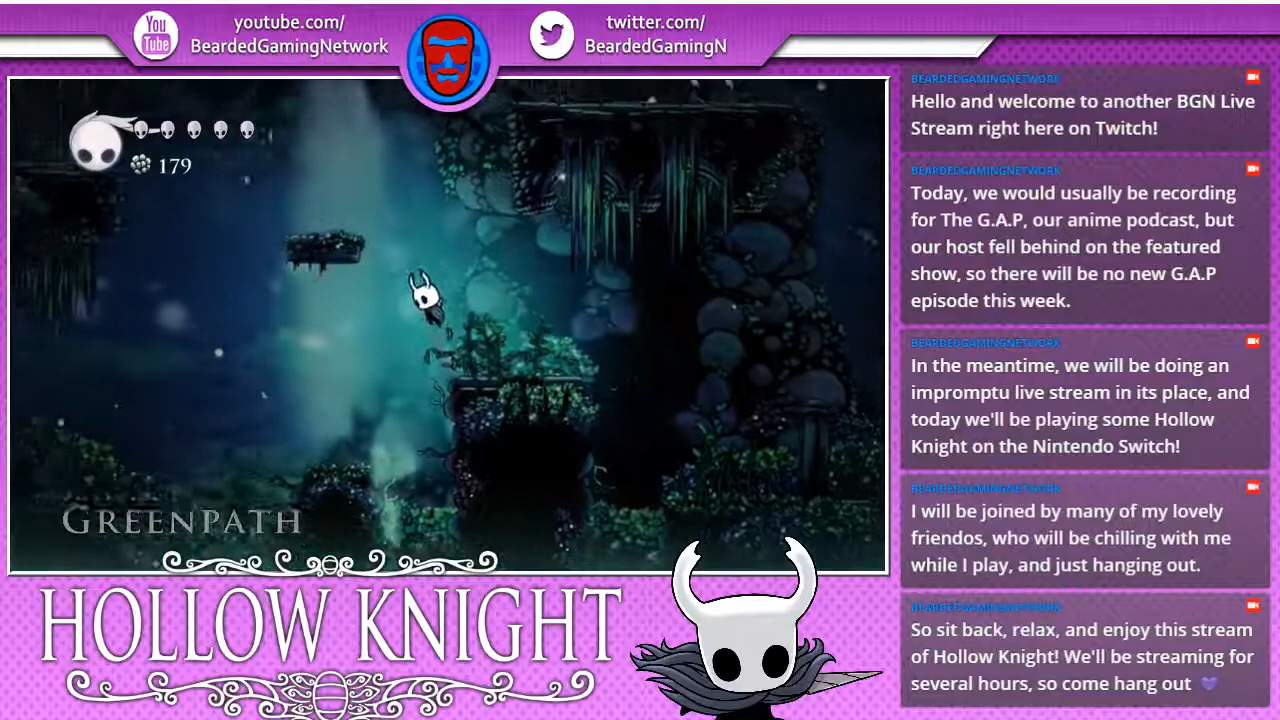 youtube.com/
BeardedGamingNetwork
You
Tube
twitter.com/
BeardedGamingN
179
GREENPATH
HOLLOW KNIGHT
BEARDEDGAMINGNETWORK
Hello and welcome to another BGN Live
Stream right here on Twitch!
BEARDEDGAMINGNETWORK
Today, we would usually be recording
for The G.A.P, our anime podcast, but
our host fell behind on the featured
show, so there will be no new G.A.P
episode this week.
BEARDEDGAMINGNETWORK
In the meantime, we will be doing an
impromptu live stream in its place, and
today we'll be playing some Hollow
Knight on the Nintendo Switch!
BEARDEDGAMINGNETWORK
I will be joined by many of my lovely
friendos, who will be chilling with me
while I play, and just hanging out.
BEARDEDGAMINGNETWORK
So sit back, relax, and enjoy this stream
of Hollow Knight! We'll be streaming for
several hours, so come hang out 💜